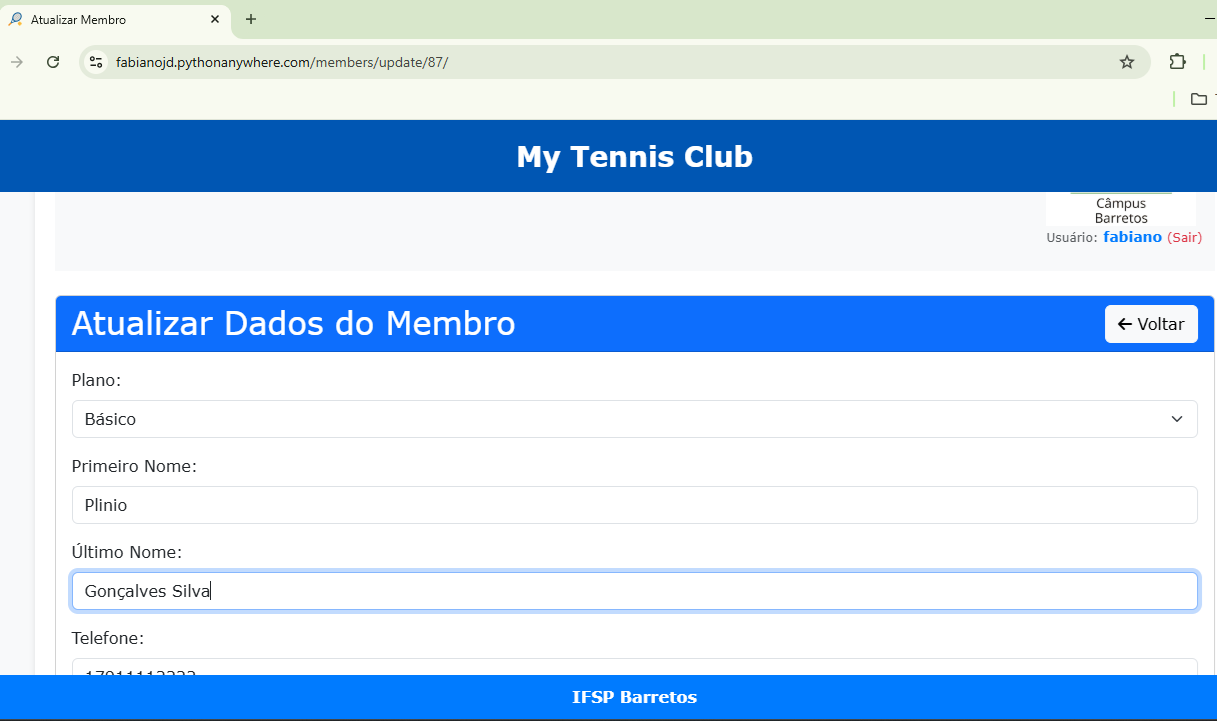 Atualizar Membro
fabianojd.pythonanywhere.com/members/update/87/
My Tennis Club
Câmpus
Barretos
Usuário: fabiano (Sair)
Atualizar Dados do Membro
Voltar
Plano:
Básico
Primeiro Nome:
Plinio
Último Nome:
Gonçalves Silva
Telefone:
IFSP Barretos